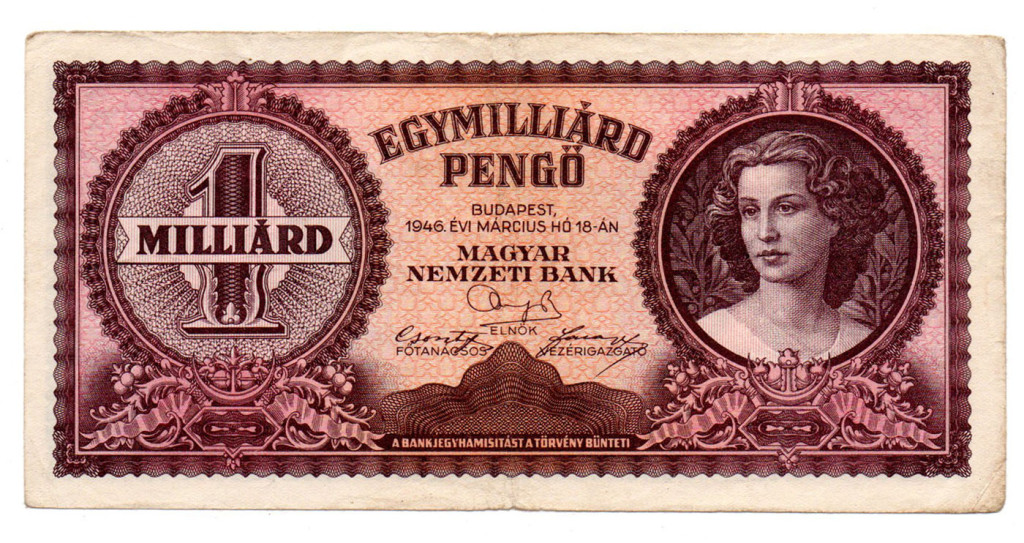 EGYMILLIÁRD
PENGŐ
1
MILLIÁRD
BUDAPEST,
1946. ÉVI MÁRCIUS HÓ 18-ÁN
MAGYAR
NEMZETI BANK
ELNÖK
FŐTANÁCSOS VEZÉRIGAZGATÓ
A BANKJEGYHAMISITÁST A TÖRVÉNY BÜNTETI